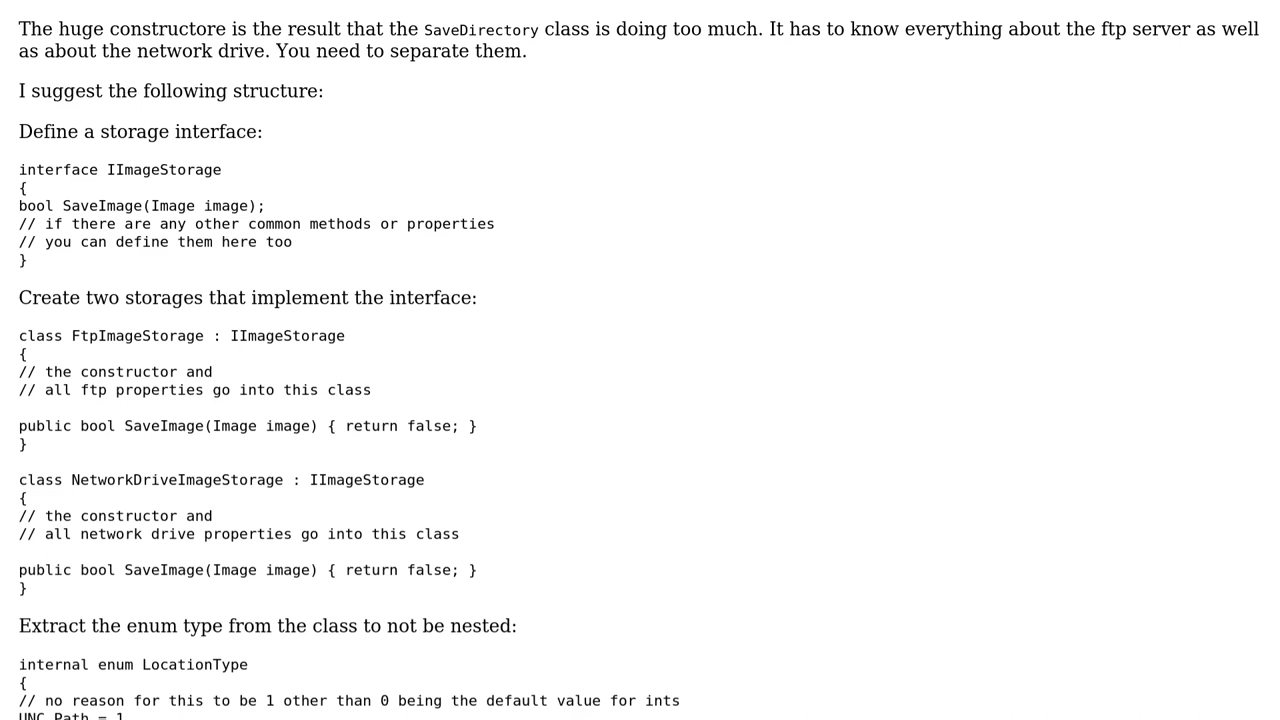 The huge constructore is the result that the SaveDirectory class is doing too much. It has to know everything about the ftp server as well
as about the network drive. You need to separate them.
I suggest the following structure:
Define a storage interface:
interface IImageStorage
{
bool SaveImage(Image image);
// if there are any other common methods or properties
// you can define them here too
}
Create two storages that implement the interface:
class FtpImageStorage : IImageStorage
{
// the constructor and
// all ftp properties go into this class
public bool SaveImage(Image image) { return false; }
}
class NetworkDriveImageStorage : IImageStorage
{
// the constructor and
// all network drive properties go into this class
public bool SaveImage(Image image) { return false; }
}
Extract the enum type from the class to not be nested:
internal enum LocationType
{
// no reason for this to be 1 other than 0 being the default value for ints
UNC_Path = 1